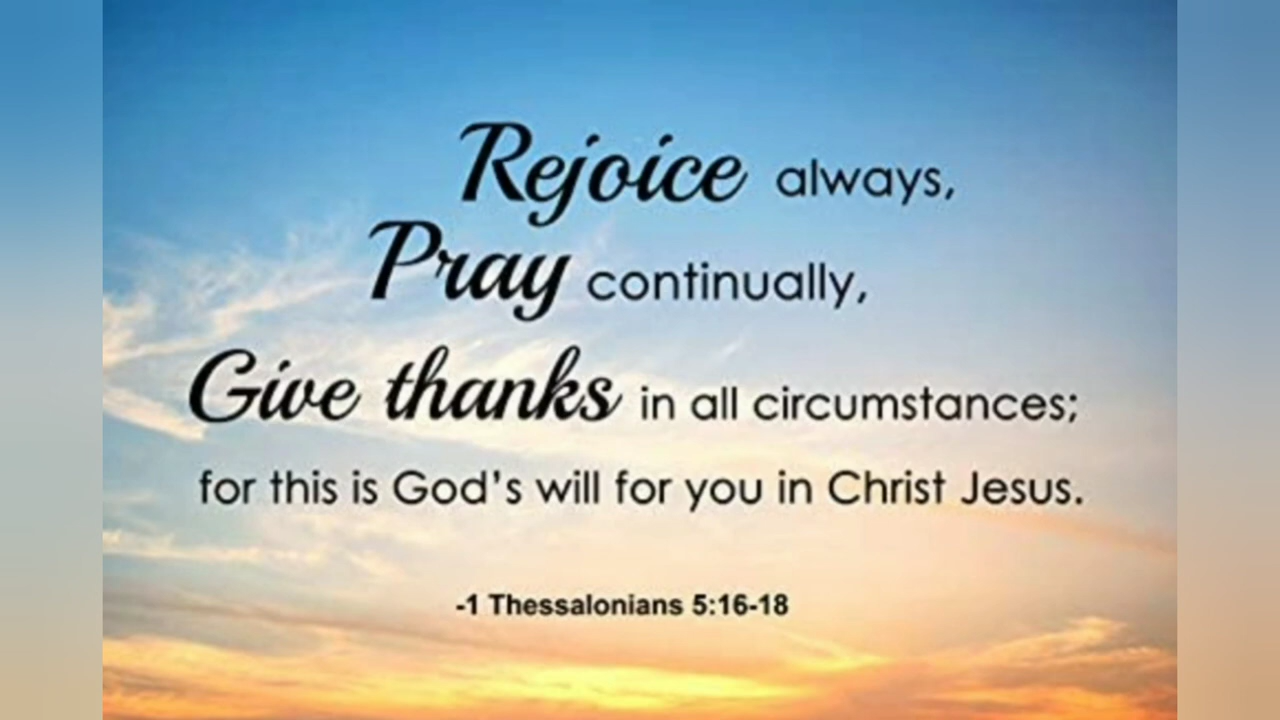 Rejoice always,
Pray continually,
Give thanks in all circumstances;
for this is God's will for you in Christ Jesus.
-1 Thessalonians 5:16-18